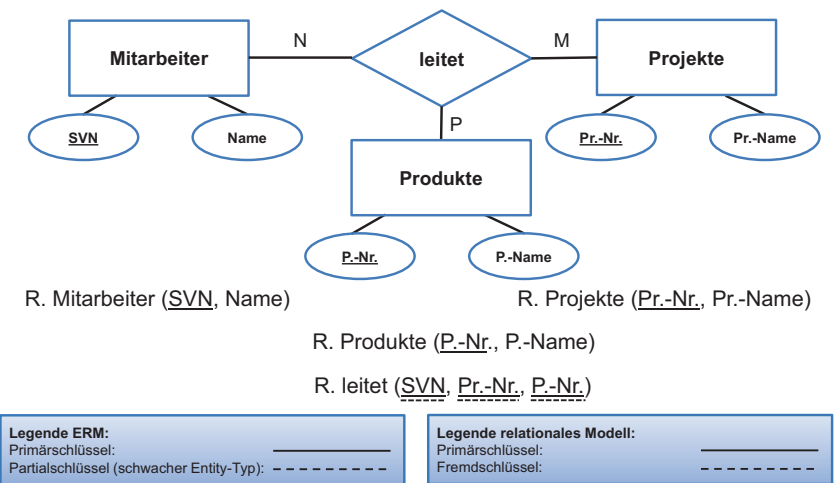 N
M
Mitarbeiter
leitet
Projekte
SVN
Name
P
Pr.-Nr.
Pr.-Name
Produkte
P.-Nr.
P.-Name
R. Mitarbeiter (SVN, Name)
R. Projekte (Pr.-Nr., Pr.-Name)
R. Produkte (P.-Nr., P.-Name)
R. leitet (SVN, Pr.-Nr., P.-Nr.)
Legende ERM:
Primärschlüssel:
Partialschlüssel (schwacher Entity-Typ):
Legende relationales Modell:
Primärschlüssel:
Fremdschlüssel: